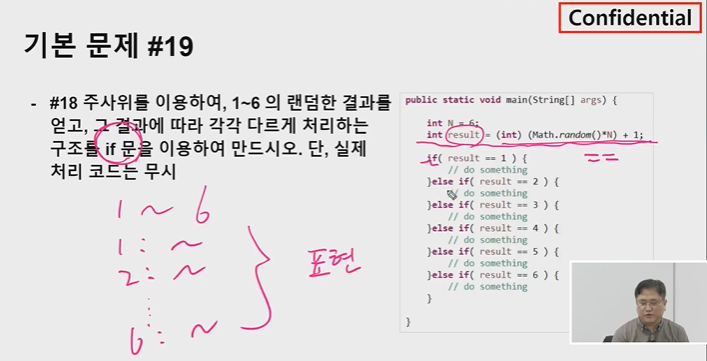 Confidential
기본 문제 #19
- #18 주사위를 이용하여, 1~6 의 랜덤한 결과를
얻고, 그 결과에 따라 각각 다르게 처리하는
구조를 if 문을 이용하여 만드시오. 단, 실제
처리 코드는 무시
1 ~ 6
1 : ~
2 : ~
6 : ~
표현
public static void main(String[] args) {
int N = 6;
int result = (int) (Math.random()*N) + 1;
==
if( result == 1 ) {
// do something
}else if( result == 2 ) {
// do something
}else if( result == 3 ) {
// do something
}else if( result == 4 ) {
// do something
}else if( result == 5 ) {
// do something
}else if( result == 6 ) {
// do something
}
}